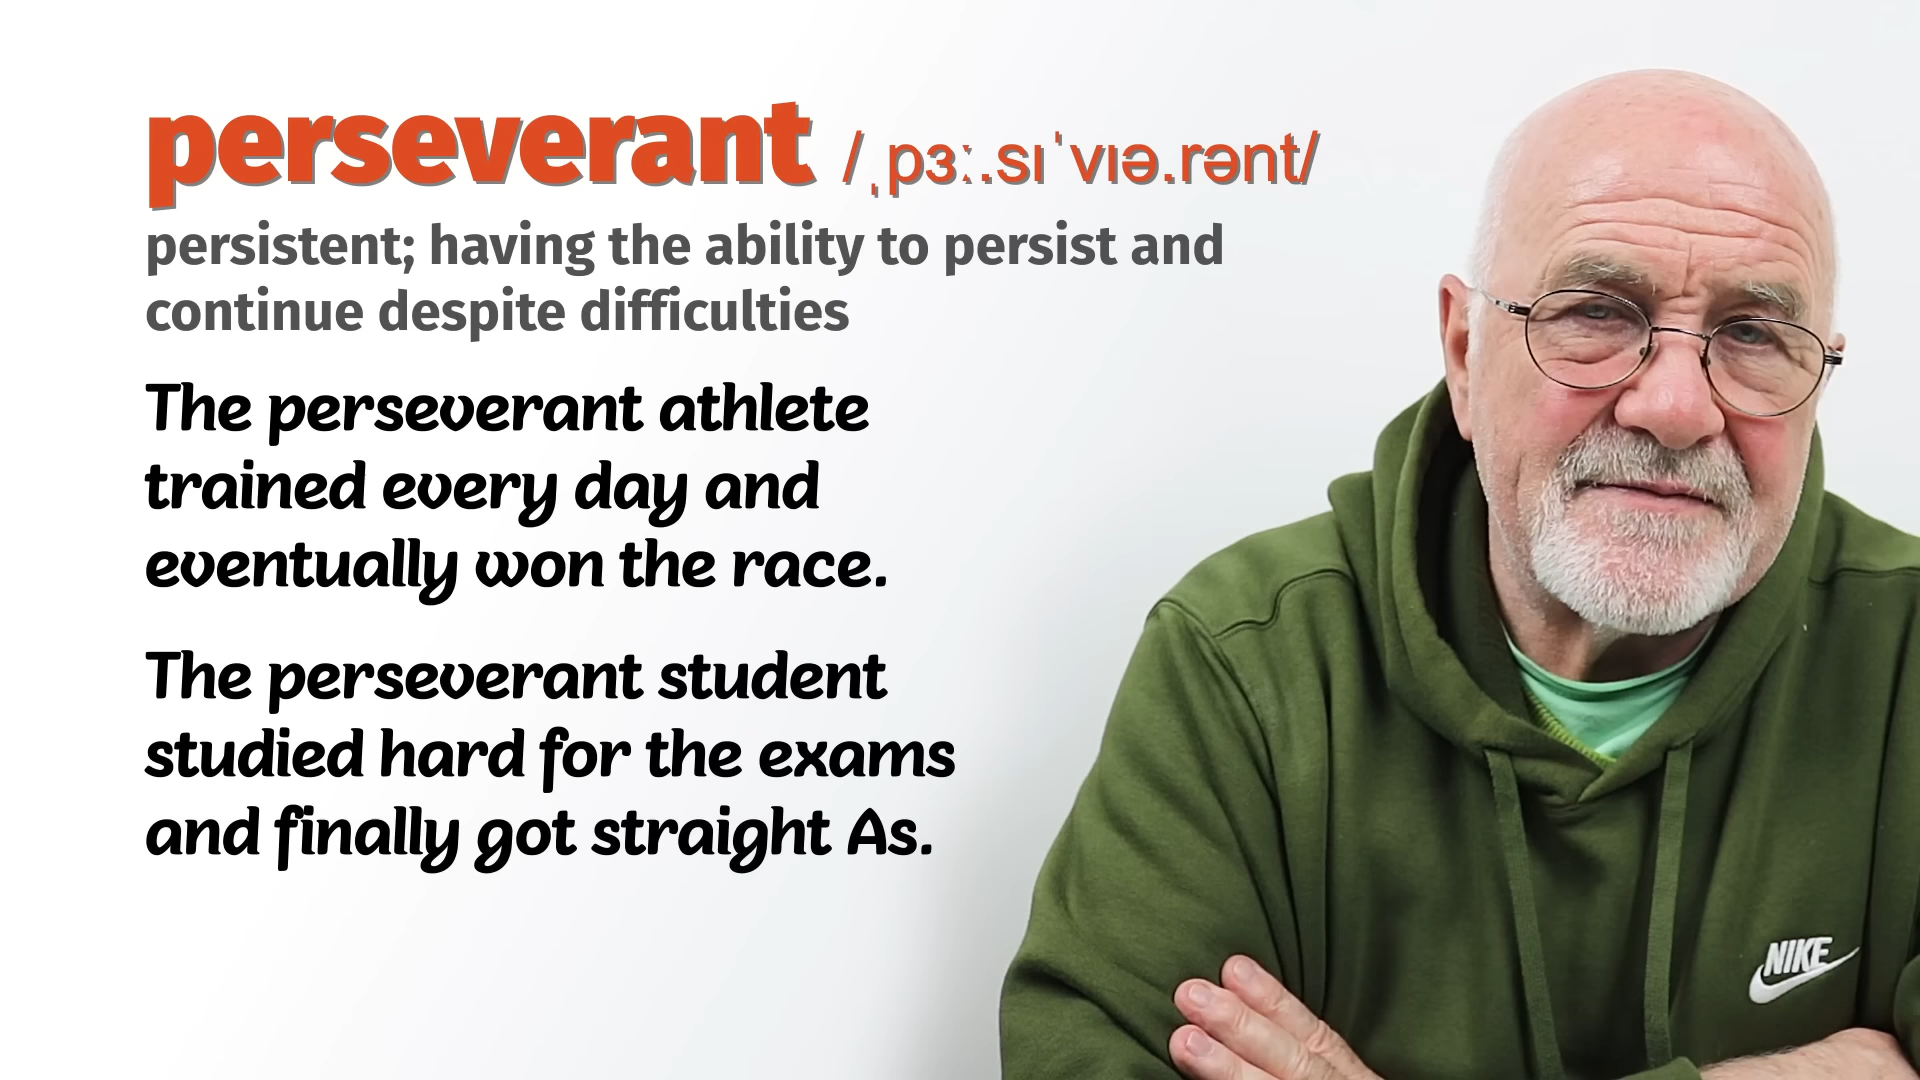 perseverant /ˌpɜː.sɪˈvɪə.rənt/
persistent; having the ability to persist and
continue despite difficulties
The perseverant athlete
trained every day and
eventually won the race.
The perseverant student
studied hard for the exams
and finally got straight As.
NIKE